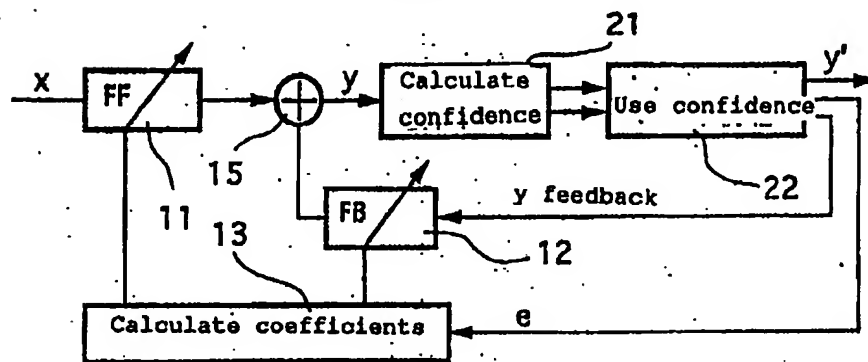 21
x
FF
y
Calculate
confidence
Use confidence
y'
11
15
FB
y feedback
22
13
12
Calculate coefficients
e